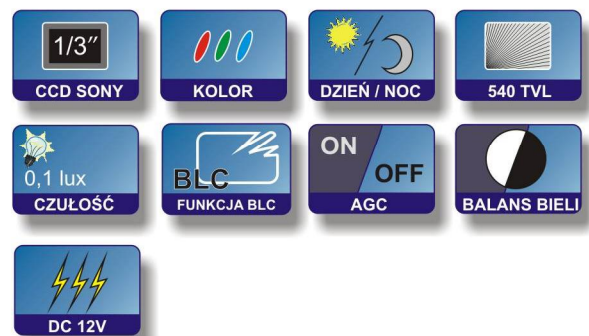 1/3″
CCD SONY
KOLOR
DZIEŃ / NOC
540 TVL
0,1 lux
CZUŁOŚĆ
BLC
FUNKCJA BLC
ON
OFF
AGC
BALANS BIELI
DC 12V